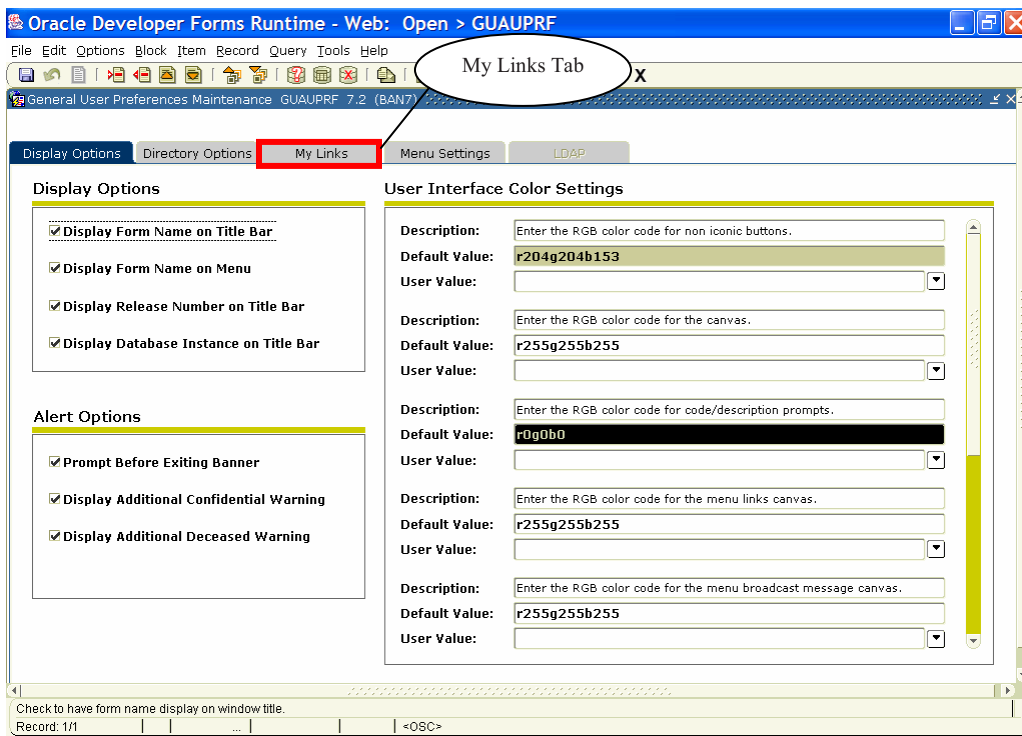 Oracle Developer Forms Runtime - Web: Open > GUAUPRF
File Edit Options Block Item Record Query Tools Help
My Links Tab
X
General User Preferences Maintenance GUAUPRF 7.2 (BAN7)
Display Options Directory Options My Links Menu Settings LDAP
Display Options
Display Form Name on Title Bar
Display Form Name on Menu
Display Release Number on Title Bar
Display Database Instance on Title Bar
Alert Options
Prompt Before Exiting Banner
Display Additional Confidential Warning
Display Additional Deceased Warning
User Interface Color Settings
Description: Enter the RGB color code for non iconic buttons.
Default Value: r204g204b153
User Value:
Description: Enter the RGB color code for the canvas.
Default Value: r255g255b255
User Value:
Description: Enter the RGB color code for code/description prompts.
Default Value: r0g0b0
User Value:
Description: Enter the RGB color code for the menu links canvas.
Default Value: r255g255b255
User Value:
Description: Enter the RGB color code for the menu broadcast message canvas.
Default Value: r255g255b255
User Value:
Check to have form name display on window title.
Record: 1/1 ... <OSC>